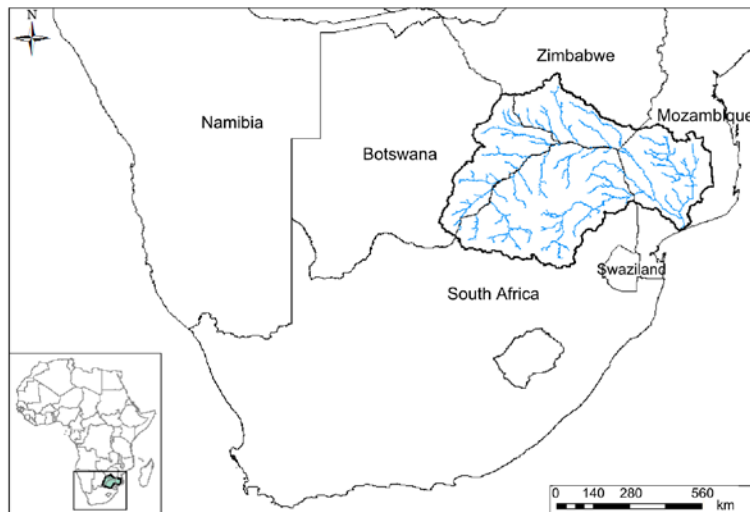 N
Zimbabwe
Mozambique
Namibia
Botswana
Swaziland
South Africa
0 140 280 560
km